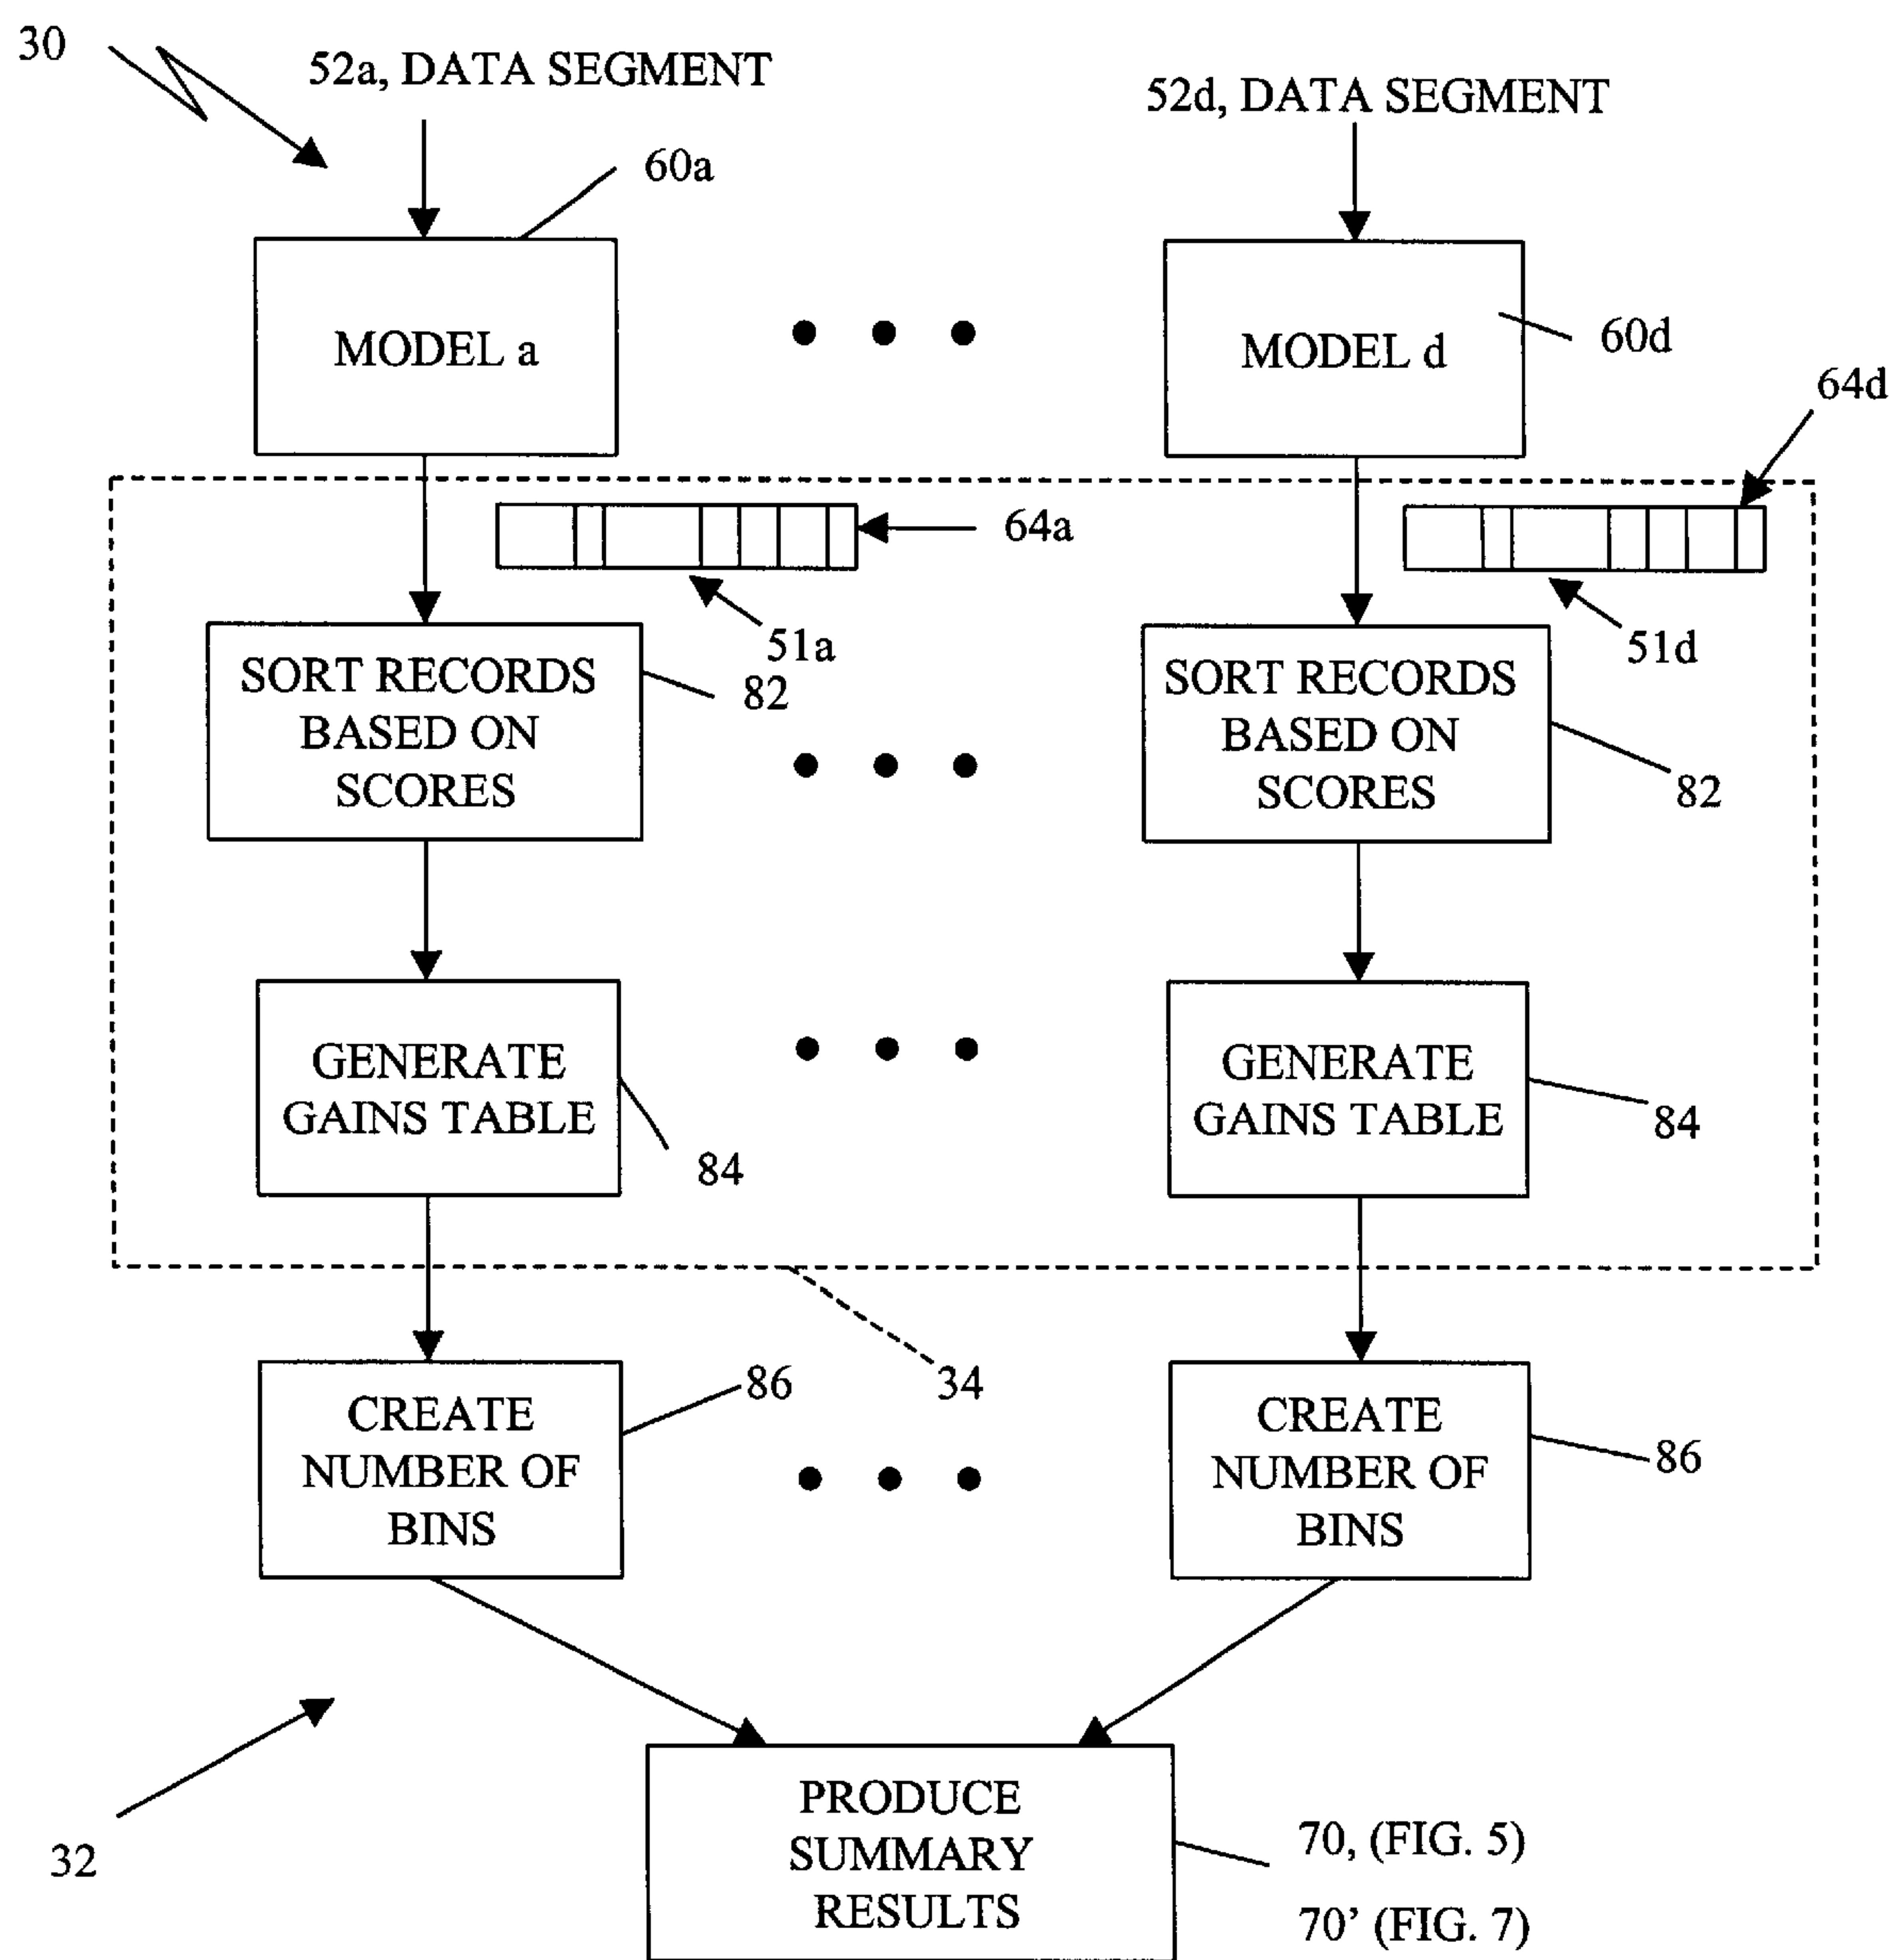 30
52a, DATA SEGMENT
52d, DATA SEGMENT
60a
MODEL a
MODEL d
60d
64d
64a
51a
51d
SORT RECORDS
BASED ON
SCORES
82
SORT RECORDS
BASED ON
SCORES
82
GENERATE
GAINS TABLE
84
GENERATE
GAINS TABLE
84
34
CREATE
NUMBER OF
BINS
86
CREATE
NUMBER OF
BINS
86
32
PRODUCE
SUMMARY
RESULTS
70, (FIG. 5)
70' (FIG. 7)